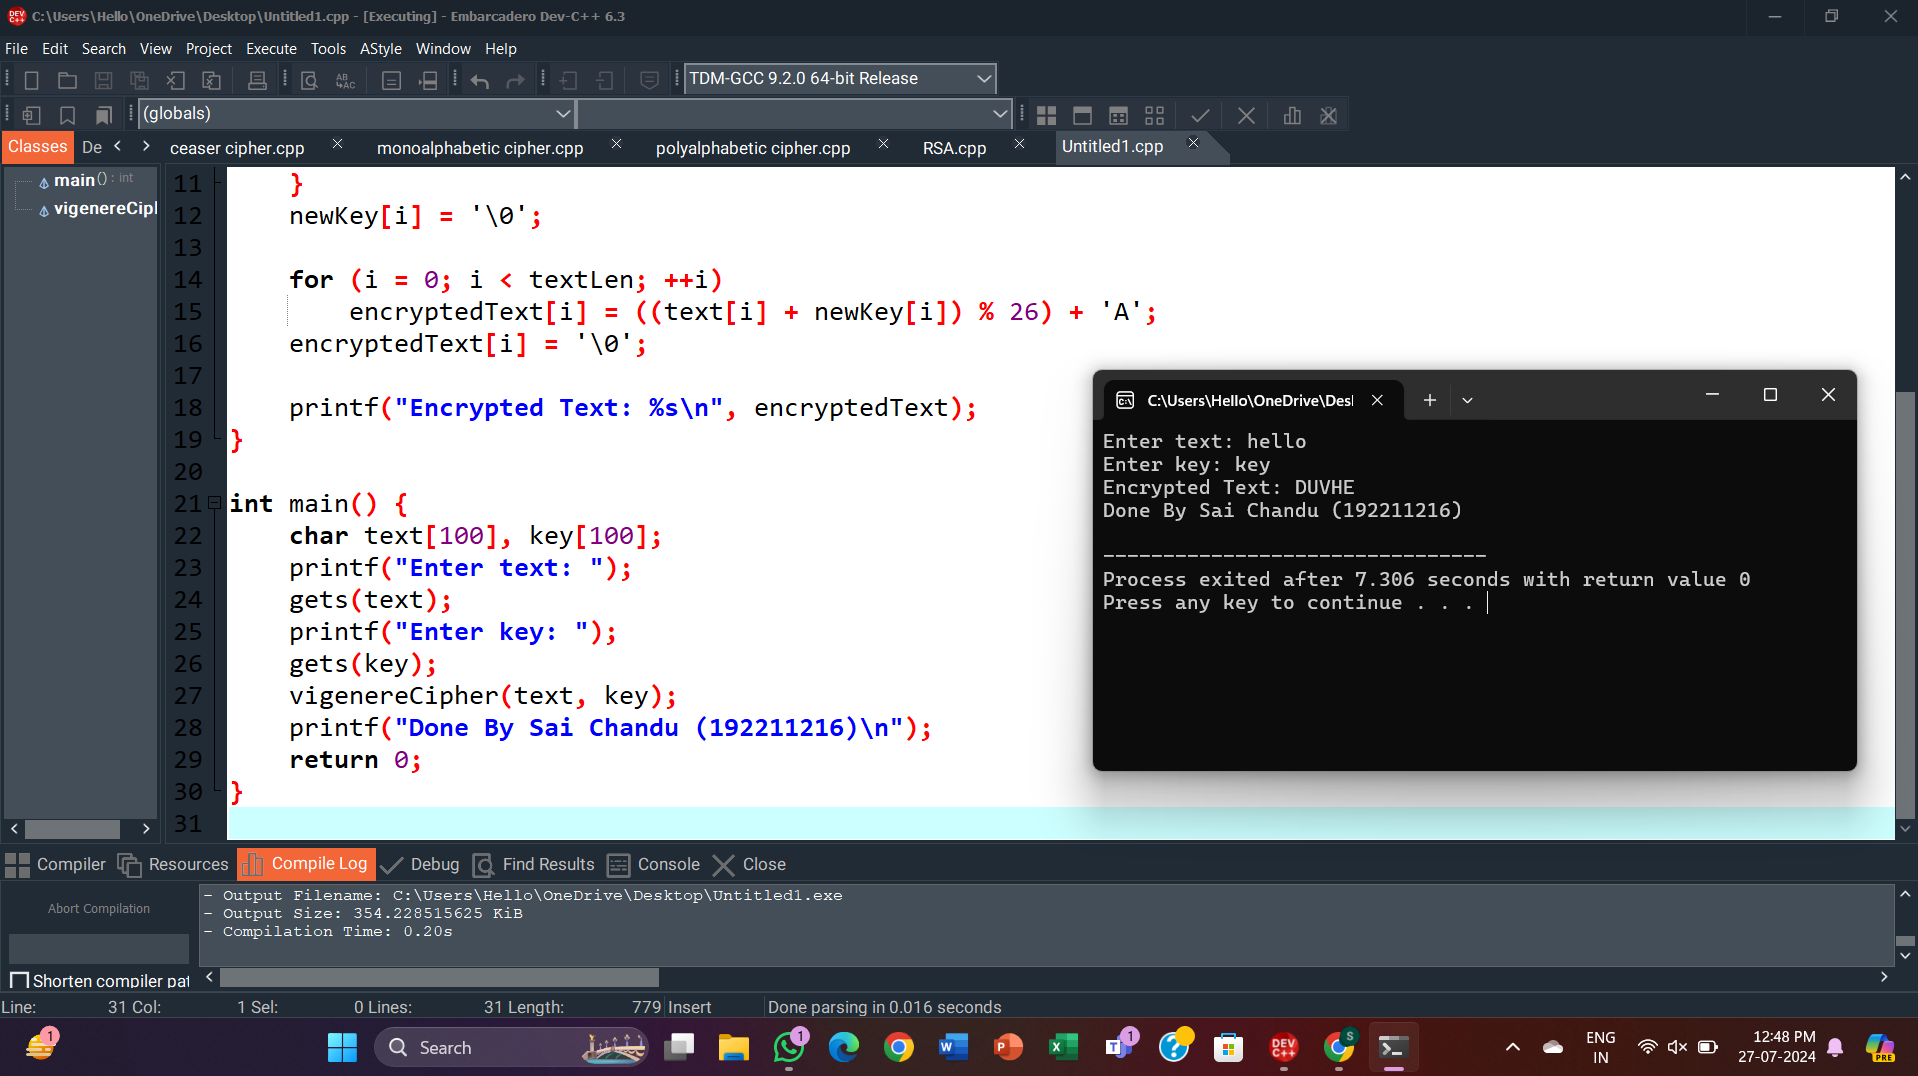 C:\Users\Hello\OneDrive\Desktop\Untitled1.cpp - [Executing] - Embarcadero Dev-C++ 6.3
File Edit Search View Project Execute Tools AStyle Window Help
TDM-GCC 9.2.0 64-bit Release
(globals)
Classes De ceaser cipher.cpp monoalphabetic cipher.cpp polyalphabetic cipher.cpp RSA.cpp Untitled1.cpp
main() : int
vigenereCipl
11 }
12 newKey[i] = '\0';
13
14 for (i = 0; i < textLen; ++i)
15 encryptedText[i] = ((text[i] + newKey[i]) % 26) + 'A';
16 encryptedText[i] = '\0';
17
18 printf("Encrypted Text: %s\n", encryptedText);
19 }
20
21 int main() {
22 char text[100], key[100];
23 printf("Enter text: ");
24 gets(text);
25 printf("Enter key: ");
26 gets(key);
27 vigenereCipher(text, key);
28 printf("Done By Sai Chandu (192211216)\n");
29 return 0;
30 }
31
C:\Users\Hello\OneDrive\Des
Enter text: hello
Enter key: key
Encrypted Text: DUVHE
Done By Sai Chandu (192211216)
--------------------------------
Process exited after 7.306 seconds with return value 0
Press any key to continue . . .
Compiler Resources Compile Log Debug Find Results Console Close
Abort Compilation
Shorten compiler pat
- Output Filename: C:\Users\Hello\OneDrive\Desktop\Untitled1.exe
- Output Size: 354.228515625 KiB
- Compilation Time: 0.20s
Line: 31 Col: 1 Sel: 0 Lines: 31 Length: 779 Insert Done parsing in 0.016 seconds
Search
ENG
IN
12:48 PM
27-07-2024